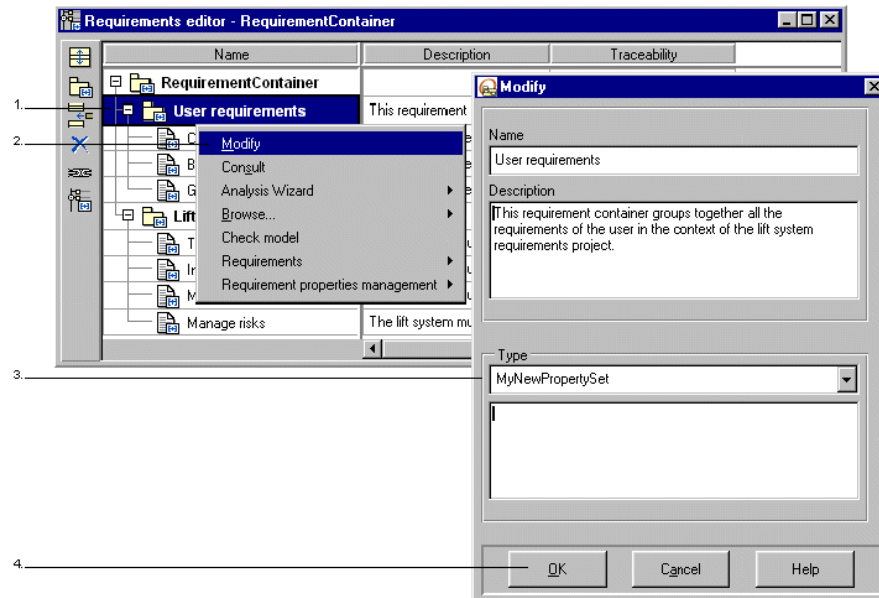 Requirements editor - RequirementContainer
Name Description Traceability
RequirementContainer
1. User requirements This requirement
2. C
B
G
Lift
T
In
M
Manage risks The lift system mu
Modify
Consult
Analysis Wizard
Browse...
Check model
Requirements
Requirement properties management
Modify
Name
User requirements
Description
This requirement container groups together all the
requirements of the user in the context of the lift system
requirements project.
3. Type
MyNewPropertySet
4. OK Cancel Help